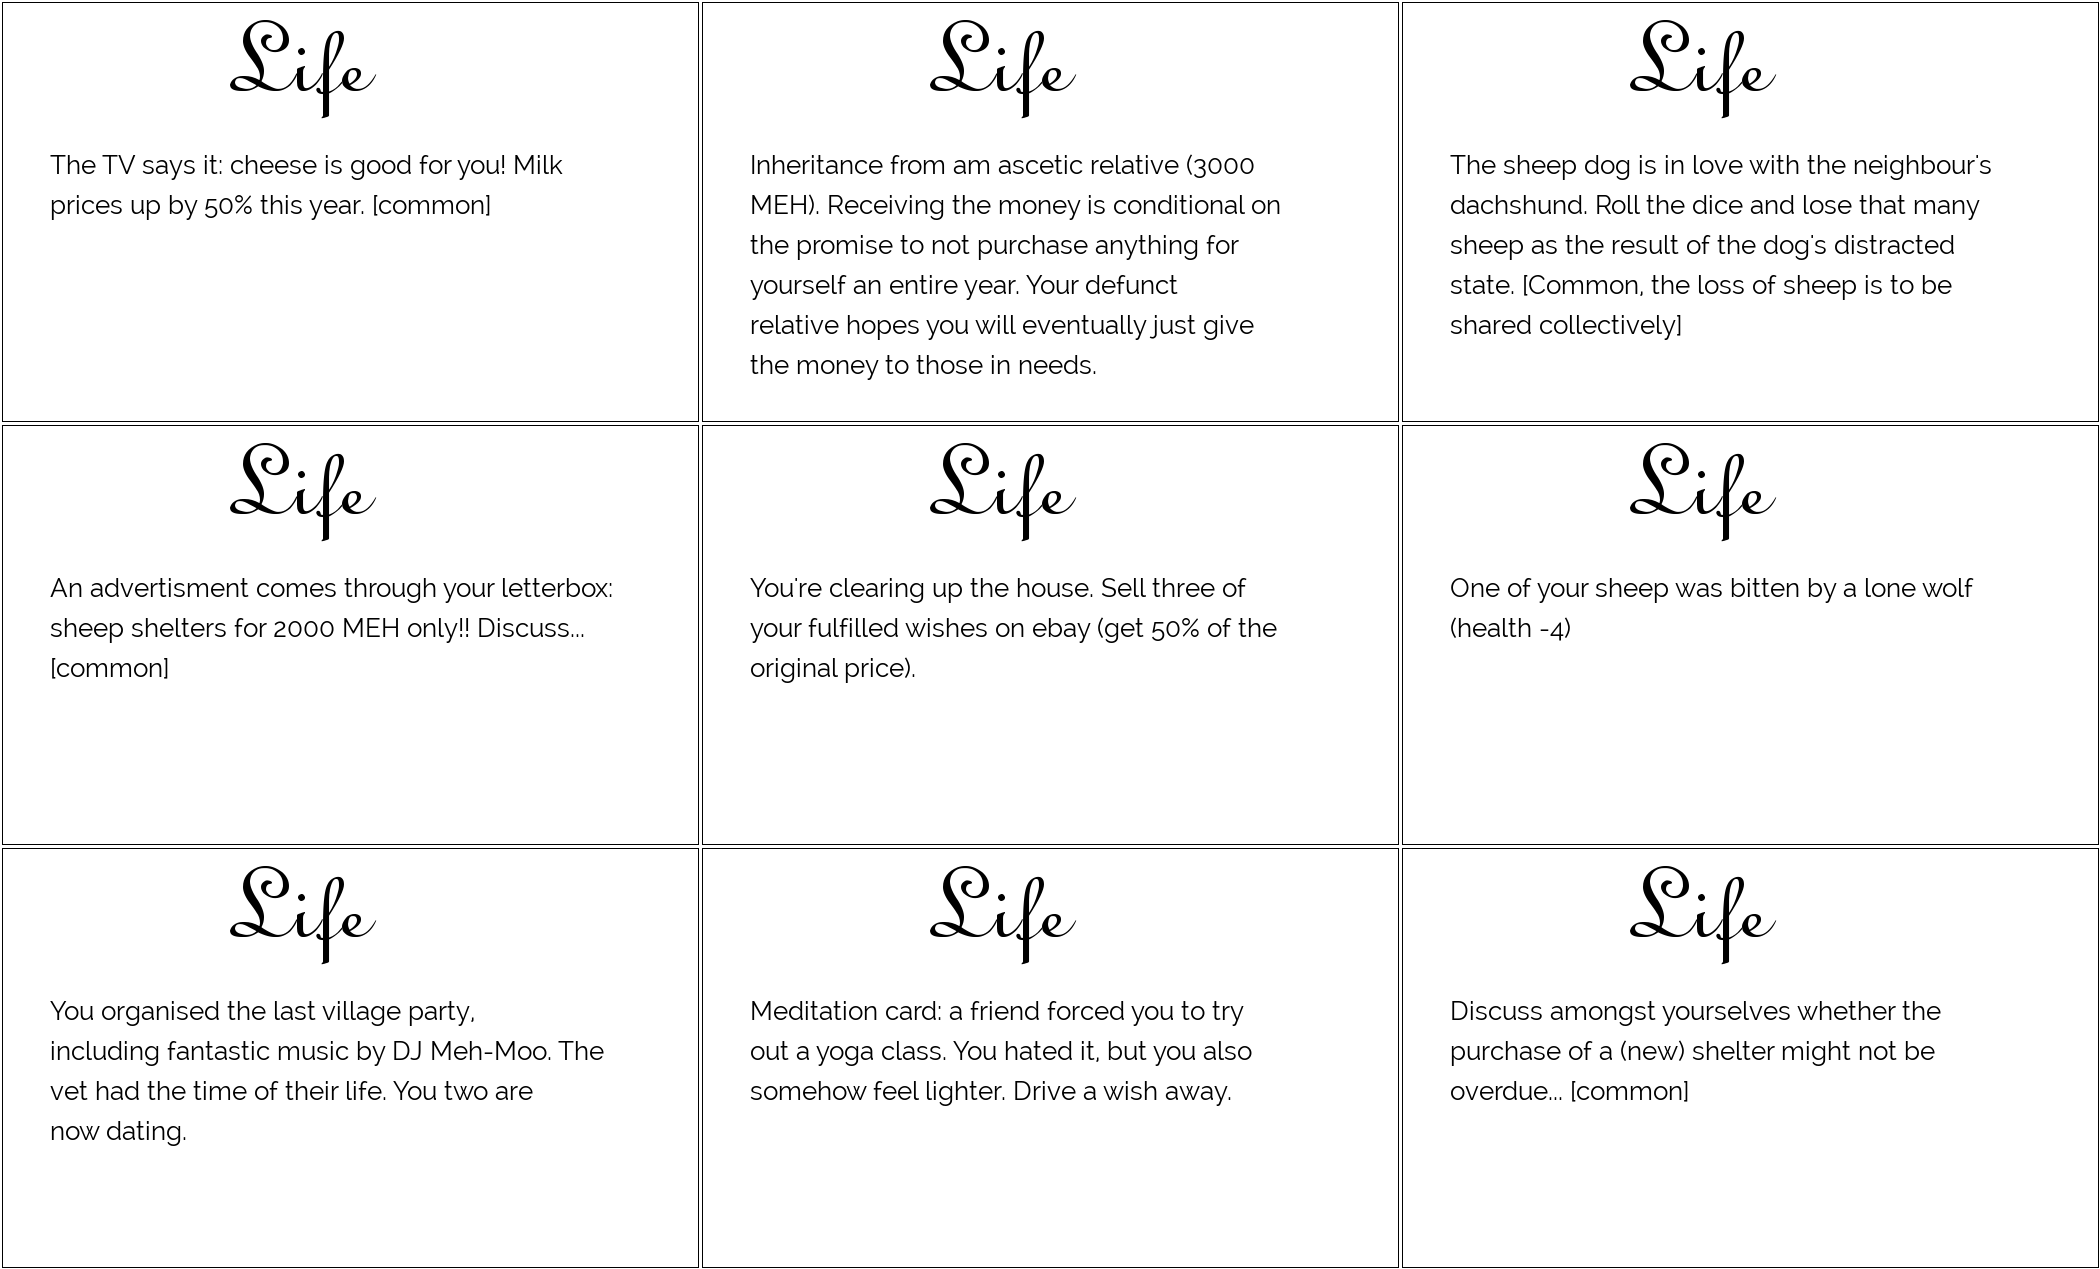 Life
The TV says it: cheese is good for you! Milk
prices up by 50% this year. [common]
Life
Inheritance from am ascetic relative (3000
MEH). Receiving the money is conditional on
the promise to not purchase anything for
yourself an entire year. Your defunct
relative hopes you will eventually just give
the money to those in needs.
Life
The sheep dog is in love with the neighbour's
dachshund. Roll the dice and lose that many
sheep as the result of the dog's distracted
state. [Common, the loss of sheep is to be
shared collectively]
Life
An advertisment comes through your letterbox:
sheep shelters for 2000 MEH only!! Discuss...
[common]
Life
You're clearing up the house. Sell three of
your fulfilled wishes on ebay (get 50% of the
original price).
Life
One of your sheep was bitten by a lone wolf
(health -4)
Life
You organised the last village party,
including fantastic music by DJ Meh-Moo. The
vet had the time of their life. You two are
now dating.
Life
Meditation card: a friend forced you to try
out a yoga class. You hated it, but you also
somehow feel lighter. Drive a wish away.
Life
Discuss amongst yourselves whether the
purchase of a (new) shelter might not be
overdue... [common]